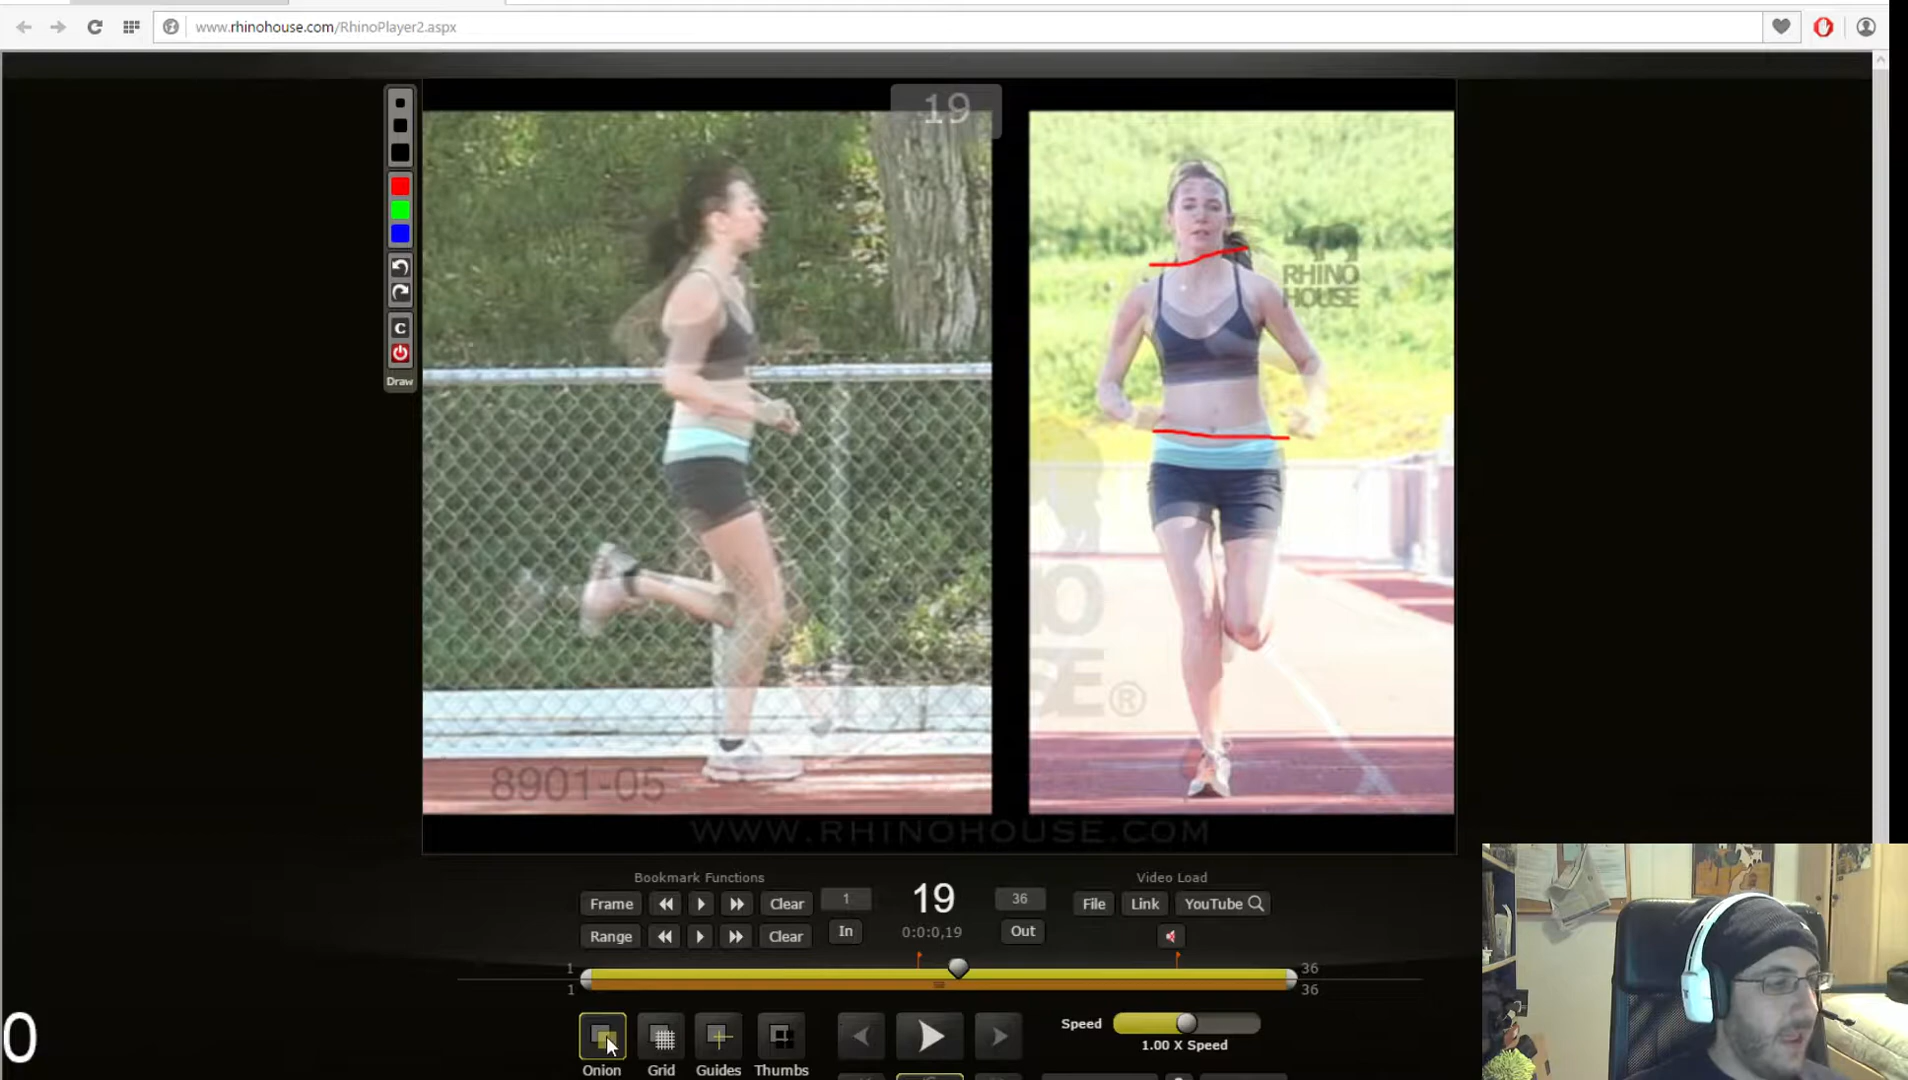 www.rhinohouse.com/RhinoPlayer2.aspx
19
RHINO
HOUSE
C
Draw
8901-05
WWW.RHINOHOUSE.COM
Bookmark Functions
Video Load
Frame
Clear
1
19
36
File
Link
YouTube
Range
Clear
In
0:0:0,19
Out
1
36
1
36
0
Speed
1.00 X Speed
Onion
Grid
Guides
Thumbs